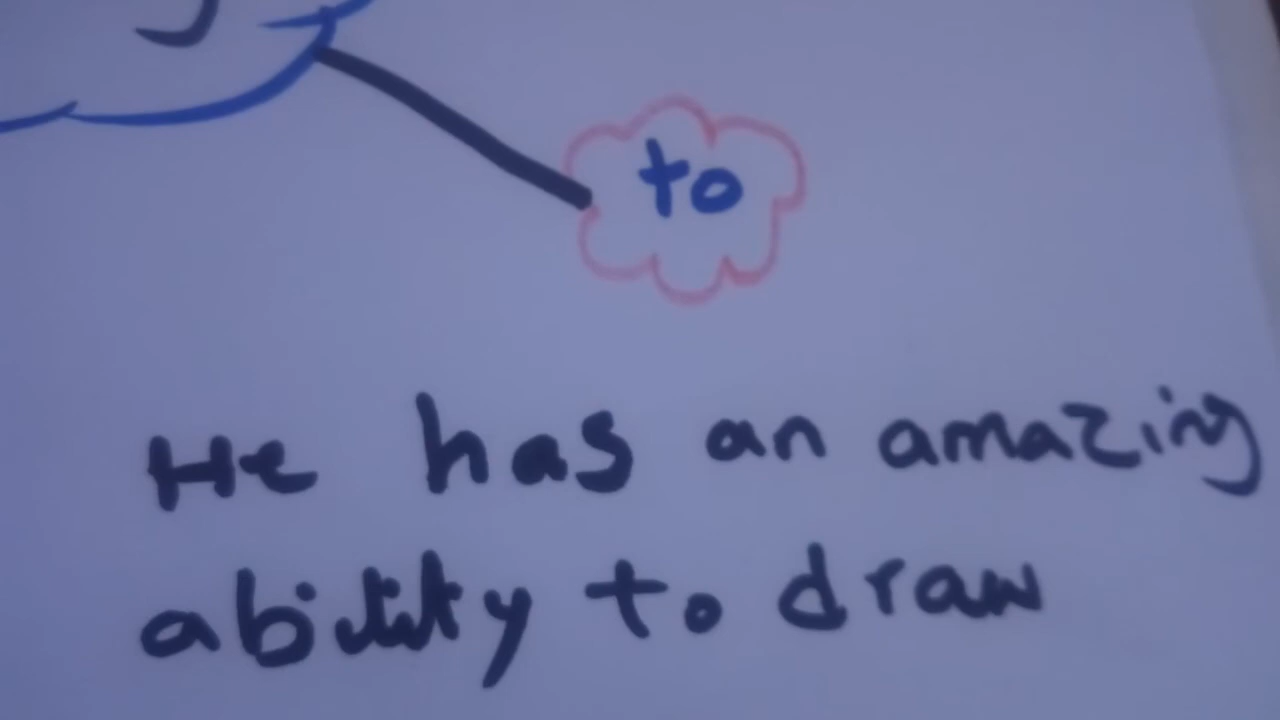 to
He has an amazing
ability to draw